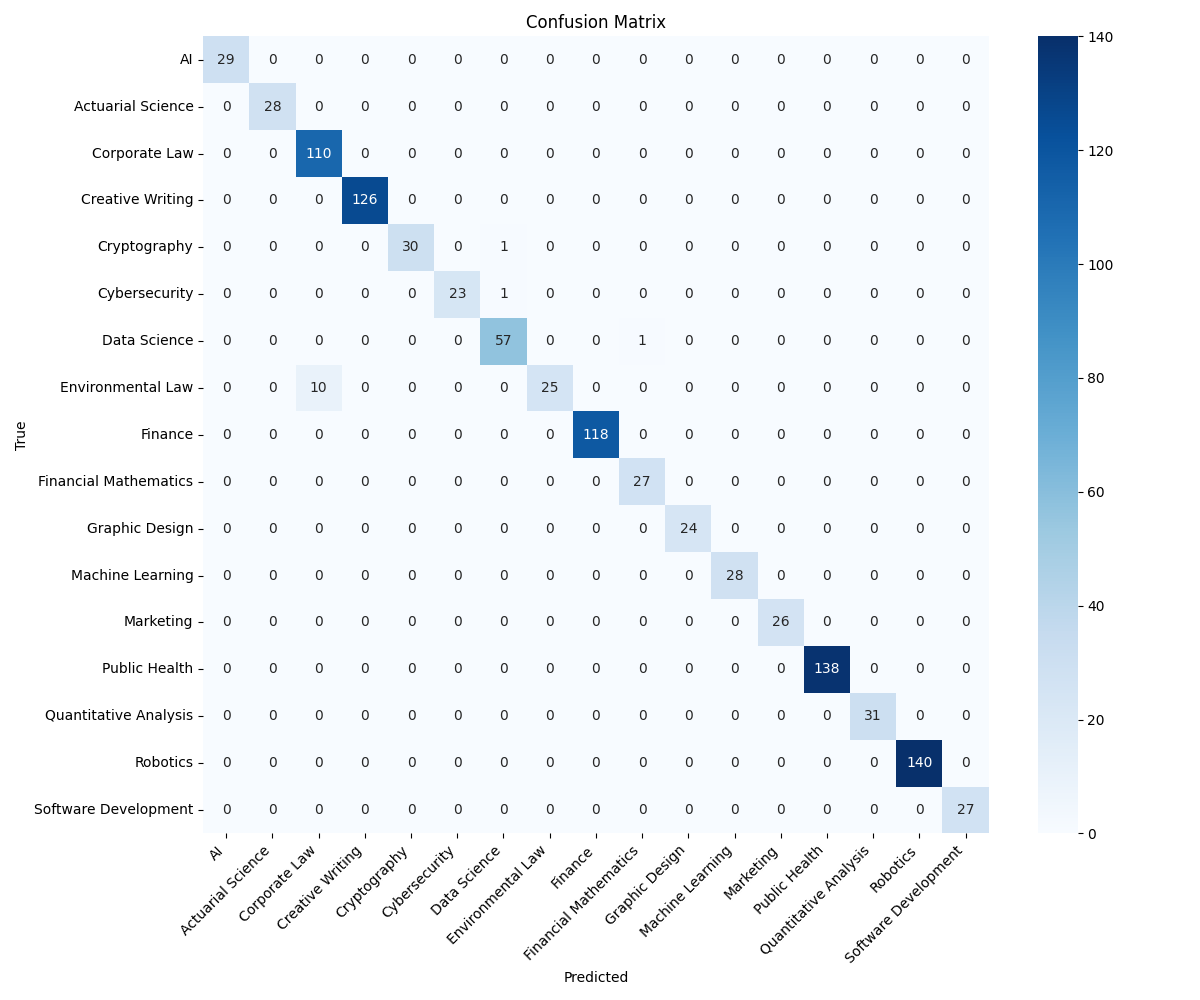 Confusion Matrix
AI 29 0 0 0 0 0 0 0 0 0 0 0 0 0 0 0 0
Actuarial Science 0 28 0 0 0 0 0 0 0 0 0 0 0 0 0 0 0
Corporate Law 0 0 110 0 0 0 0 0 0 0 0 0 0 0 0 0 0
Creative Writing 0 0 0 126 0 0 0 0 0 0 0 0 0 0 0 0 0
Cryptography 0 0 0 0 30 0 1 0 0 0 0 0 0 0 0 0 0
Cybersecurity 0 0 0 0 0 23 1 0 0 0 0 0 0 0 0 0 0
Data Science 0 0 0 0 0 0 57 0 0 1 0 0 0 0 0 0 0
Environmental Law 0 0 10 0 0 0 0 25 0 0 0 0 0 0 0 0 0
Finance 0 0 0 0 0 0 0 0 118 0 0 0 0 0 0 0 0
Financial Mathematics 0 0 0 0 0 0 0 0 0 27 0 0 0 0 0 0 0
Graphic Design 0 0 0 0 0 0 0 0 0 0 24 0 0 0 0 0 0
Machine Learning 0 0 0 0 0 0 0 0 0 0 0 28 0 0 0 0 0
Marketing 0 0 0 0 0 0 0 0 0 0 0 0 26 0 0 0 0
Public Health 0 0 0 0 0 0 0 0 0 0 0 0 0 138 0 0 0
Quantitative Analysis 0 0 0 0 0 0 0 0 0 0 0 0 0 0 31 0 0
Robotics 0 0 0 0 0 0 0 0 0 0 0 0 0 0 0 140 0
Software Development 0 0 0 0 0 0 0 0 0 0 0 0 0 0 0 0 27
True
AI
Actuarial Science
Corporate Law
Creative Writing
Cryptography
Cybersecurity
Data Science
Environmental Law
Finance
Financial Mathematics
Graphic Design
Machine Learning
Marketing
Public Health
Quantitative Analysis
Robotics
Software Development
Predicted
140
120
100
80
60
40
20
0